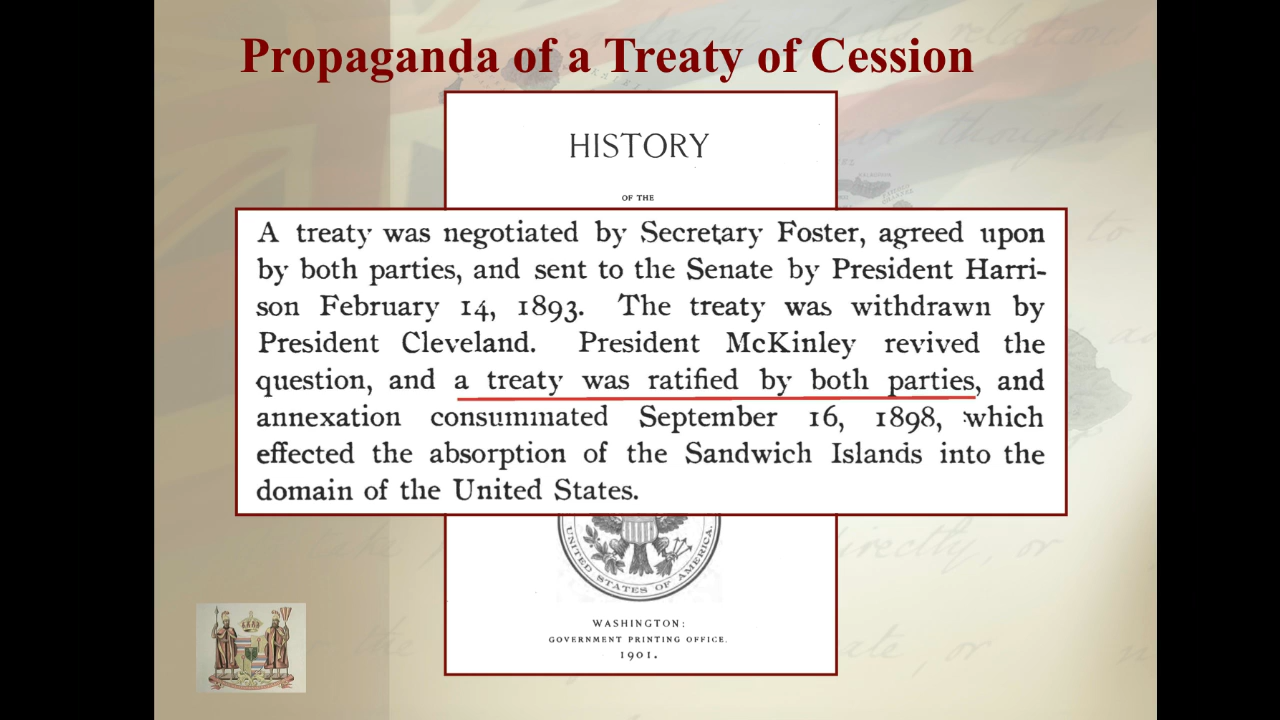 Propaganda of a Treaty of Cession
HISTORY
OF THE
A treaty was negotiated by Secretary Foster, agreed upon
by both parties, and sent to the Senate by President Harri-
son February 14, 1893. The treaty was withdrawn by
President Cleveland. President McKinley revived the
question, and a treaty was ratified by both parties, and
annexation consummated September 16, 1898, which
effected the absorption of the Sandwich Islands into the
domain of the United States.
UNITED STATES OF AMERICA
WASHINGTON:
GOVERNMENT PRINTING OFFICE.
1901.